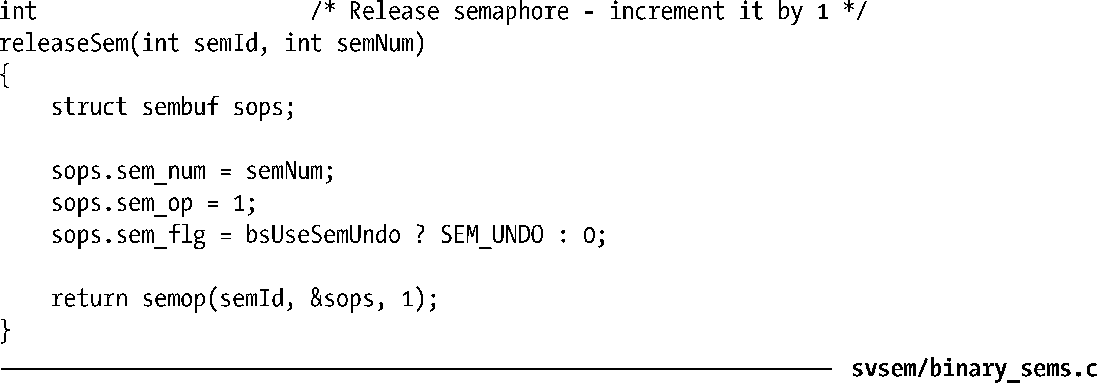 int                        /* Release semaphore - increment it by 1 */
releaseSem(int semId, int semNum)
{
    struct sembuf sops;

    sops.sem_num = semNum;
    sops.sem_op = 1;
    sops.sem_flg = bsUseSemUndo ? SEM_UNDO : 0;

    return semop(semId, &sops, 1);
}
svsem/binary_sems.c